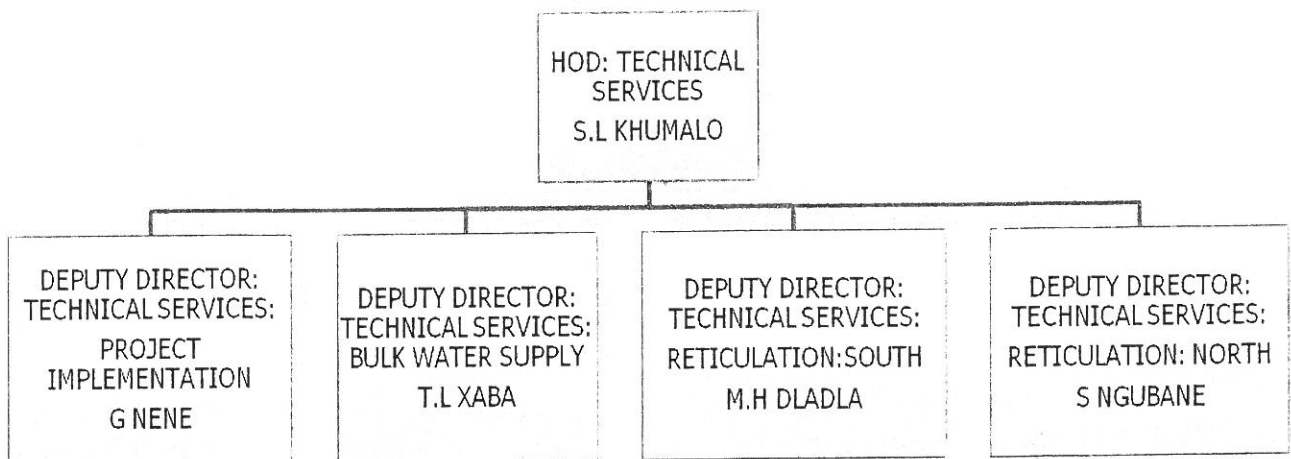 HOD: TECHNICAL
SERVICES
S.L KHUMALO
DEPUTY DIRECTOR:
TECHNICAL SERVICES:
PROJECT
IMPLEMENTATION
G NENE
DEPUTY DIRECTOR:
TECHNICAL SERVICES:
BULK WATER SUPPLY
T.L XABA
DEPUTY DIRECTOR:
TECHNICAL SERVICES:
RETICULATION:SOUTH
M.H DLADLA
DEPUTY DIRECTOR:
TECHNICAL SERVICES:
RETICULATION: NORTH
S NGUBANE